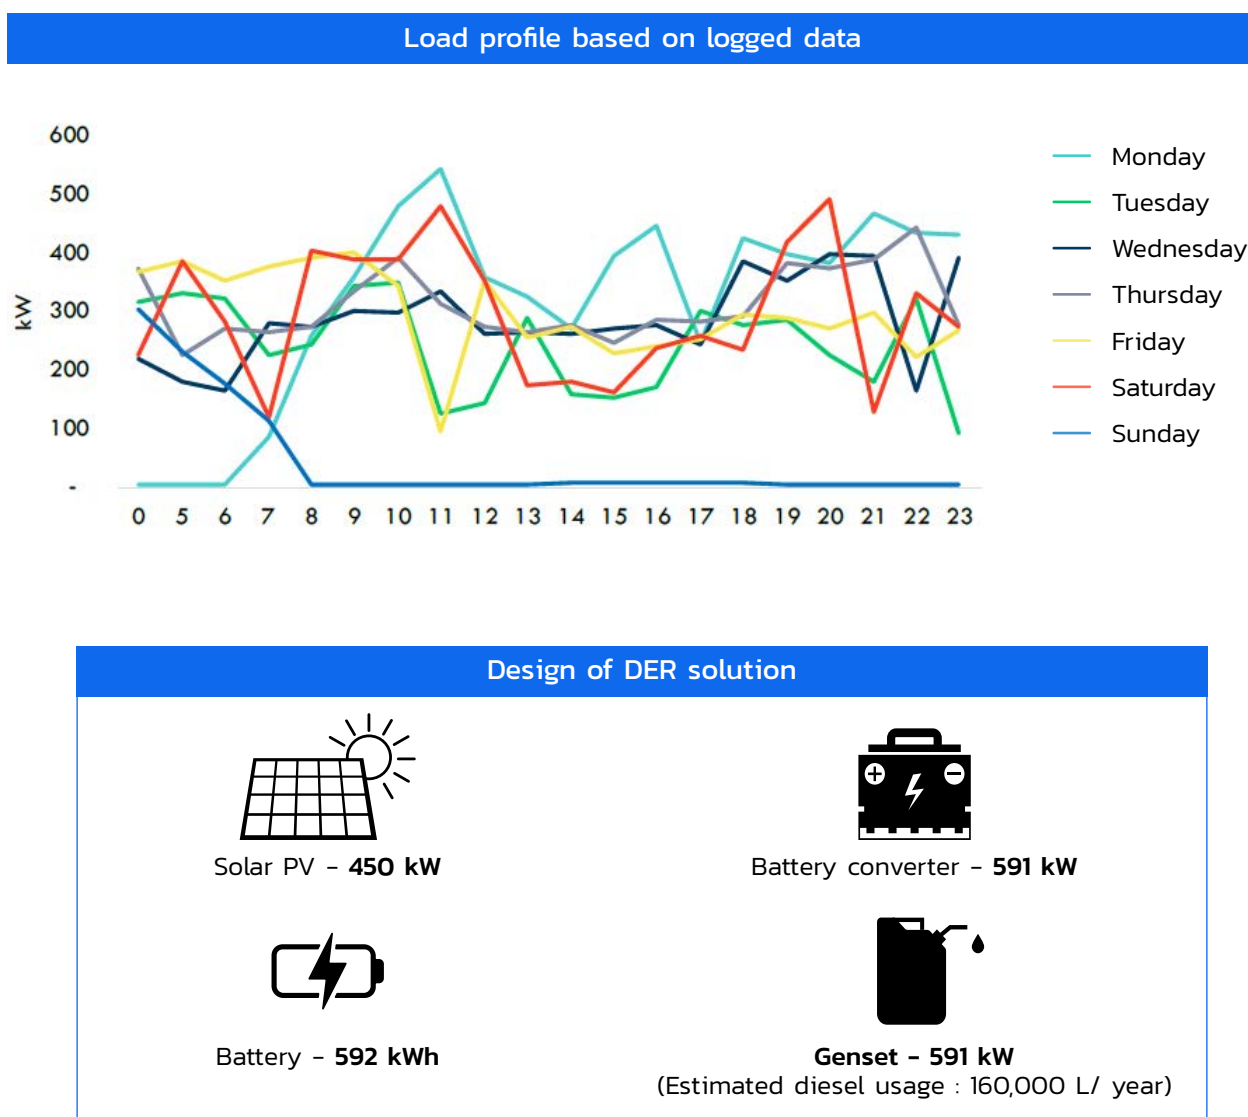 Load profile based on logged data
600
500
400
300
200
100
-
kW
0 5 6 7 8 9 10 11 12 13 14 15 16 17 18 19 20 21 22 23
Monday
Tuesday
Wednesday
Thursday
Friday
Saturday
Sunday
Design of DER solution
Solar PV - 450 kW
Battery converter - 591 kW
Battery - 592 kWh
Genset - 591 kW
(Estimated diesel usage : 160,000 L/ year)